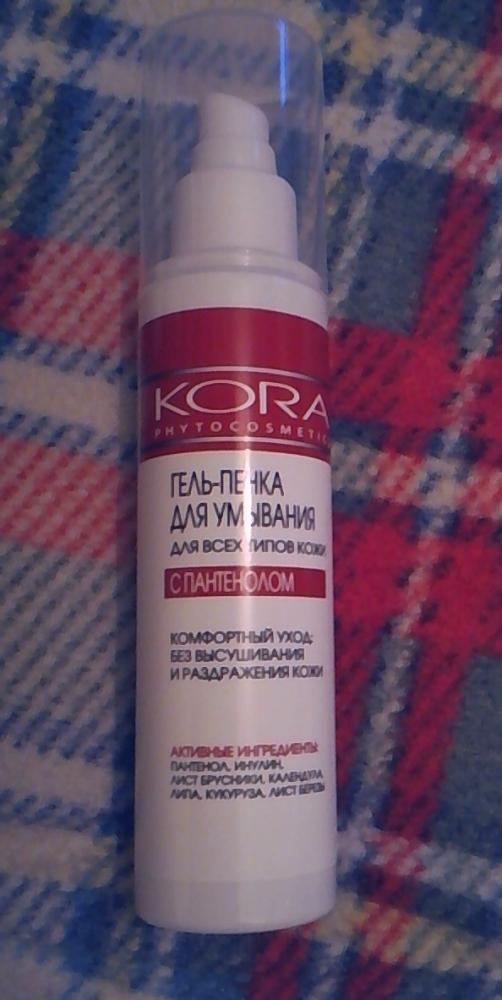 KORA
PHYTOCOSMETIC
ГЕЛЬ-ПЕНКА
ДЛЯ УМЫВАНИЯ
ДЛЯ ВСЕХ ТИПОВ КОЖИ
С ПАНТЕНОЛОМ
КОМФОРТНЫЙ УХОД:
БЕЗ ВЫСУШИВАНИЯ
И РАЗДРАЖЕНИЯ КОЖИ
АКТИВНЫЕ ИНГРЕДИЕНТЫ:
ПАНТЕНОЛ, ИНУЛИН,
ЛИСТ БРУСНИКИ, КАЛЕНДУЛА,
ЛИПА, КУКУРУЗА, ЛИСТ БЕРЕЗЫ